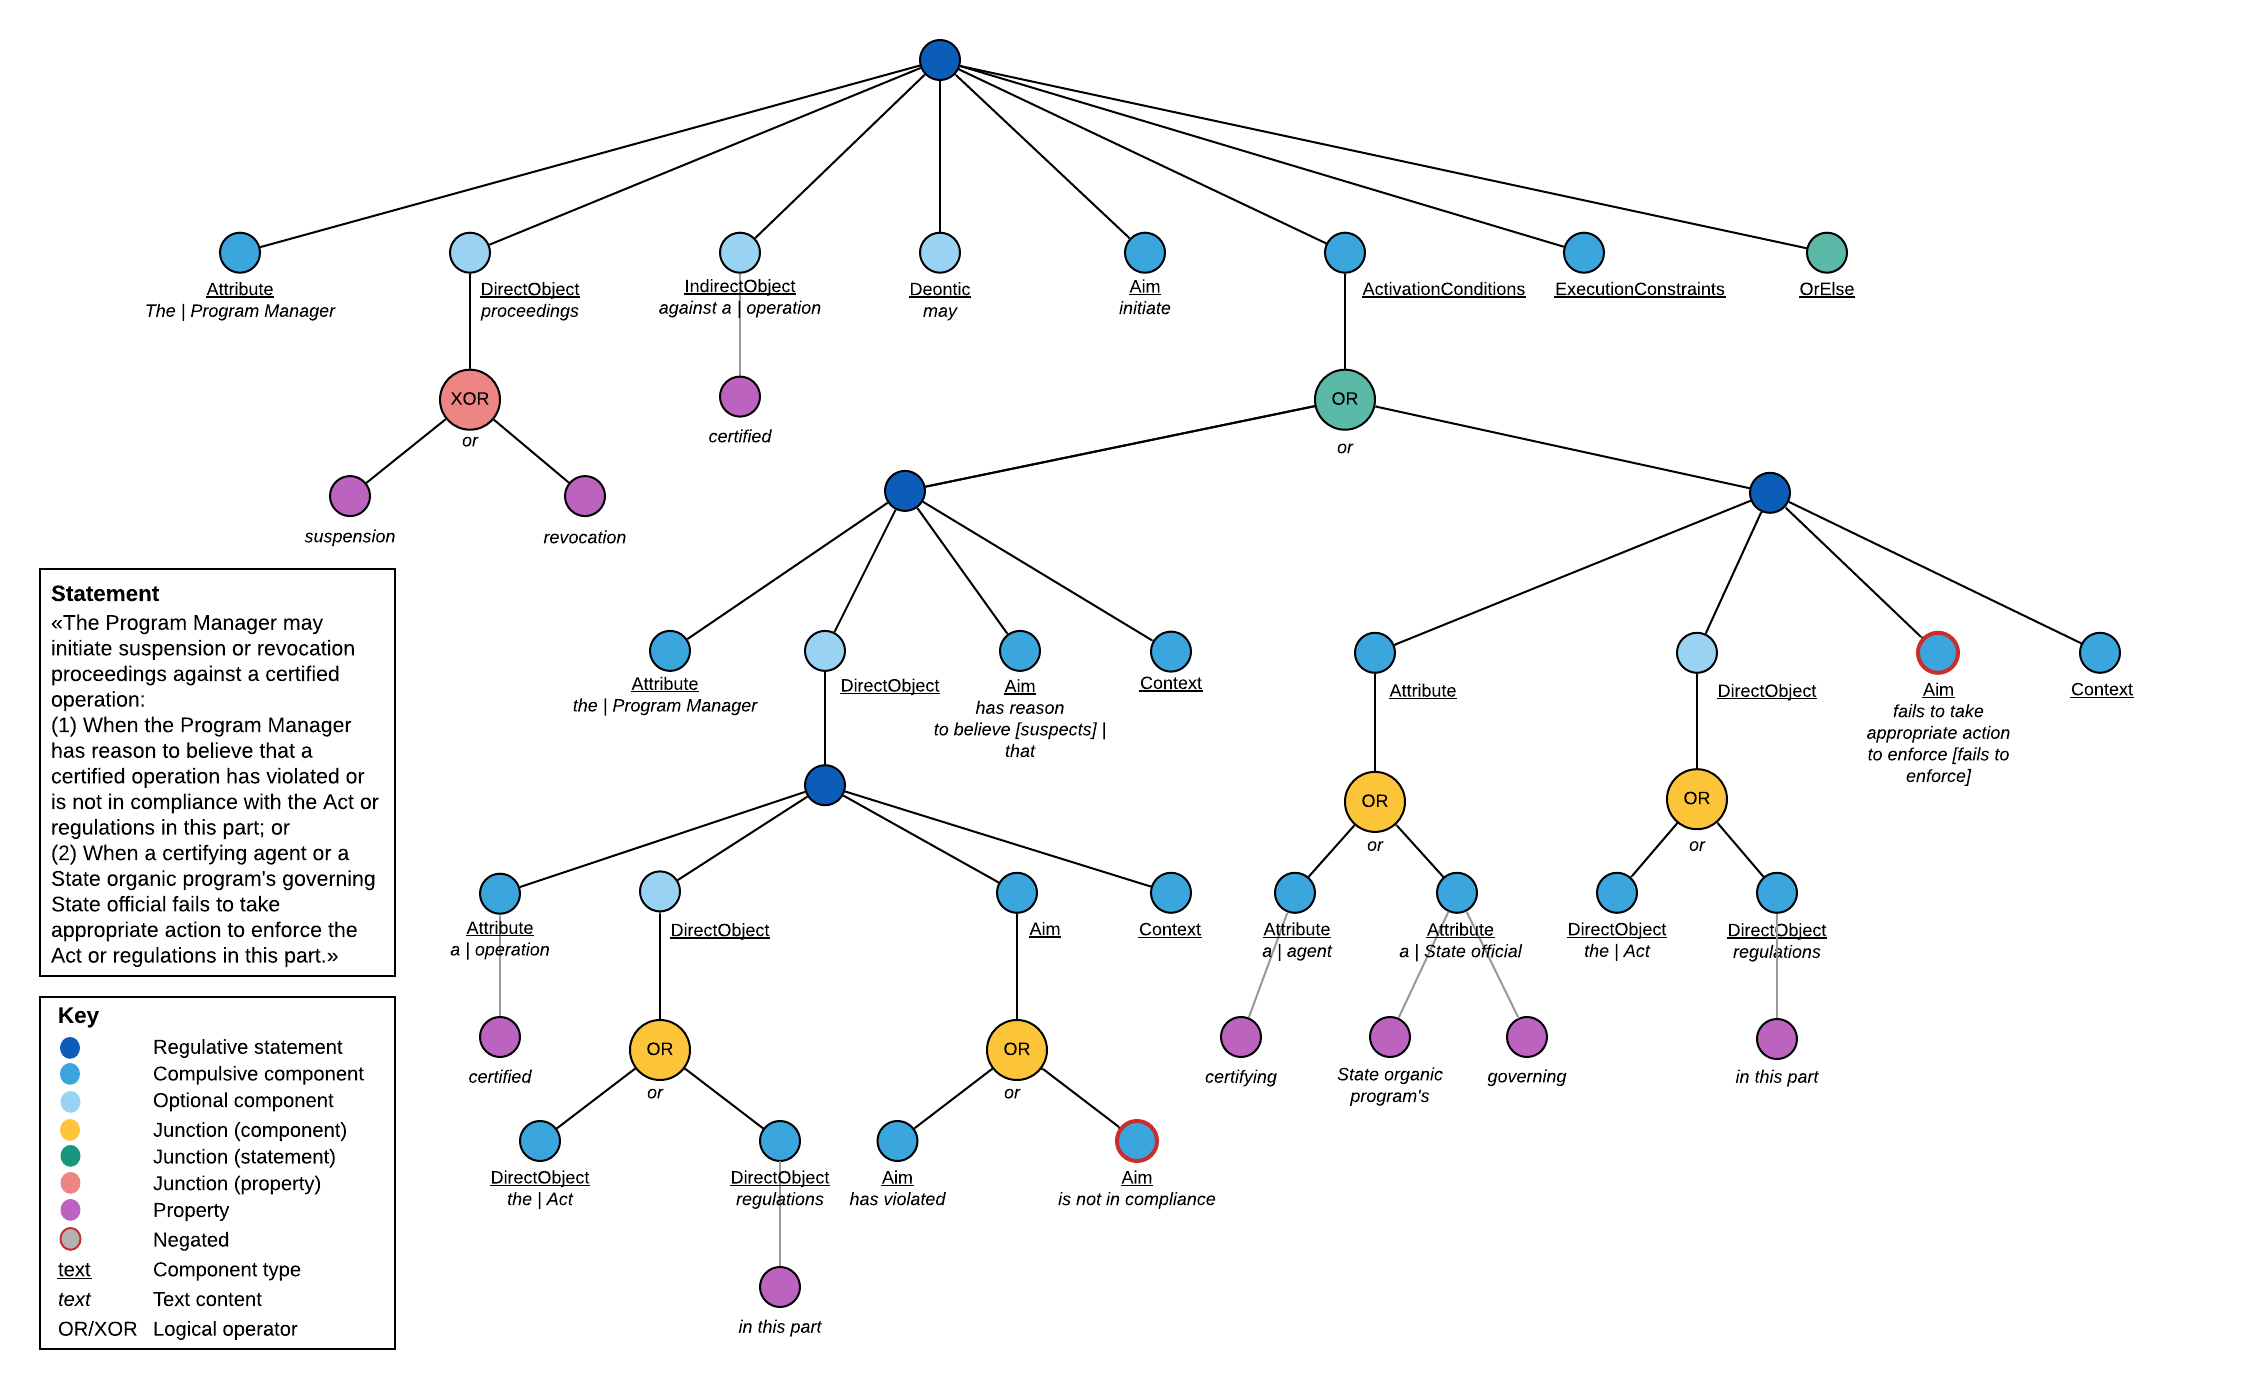 Attribute
The | Program Manager
DirectObject
proceedings
IndirectObject
against a | operation
Deontic
may
Aim
initiate
ActivationConditions
ExecutionConstraints
OrElse
XOR
or
certified
OR
or
suspension
revocation
Statement
«The Program Manager may
initiate suspension or revocation
proceedings against a certified
operation:
(1) When the Program Manager
has reason to believe that a
certified operation has violated or
is not in compliance with the Act or
regulations in this part; or
(2) When a certifying agent or a
State organic program's governing
State official fails to take
appropriate action to enforce the
Act or regulations in this part.»
Attribute
the | Program Manager
DirectObject
Aim
has reason
to believe [suspects] |
that
Context
Attribute
DirectObject
Aim
fails to take
appropriate action
to enforce [fails to
enforce]
Context
OR
or
OR
or
Attribute
a | operation
DirectObject
Aim
Context
Attribute
a | agent
Attribute
a | State official
DirectObject
the | Act
DirectObject
regulations
certified
OR
or
OR
or
certifying
State organic
program's
governing
in this part
DirectObject
the | Act
DirectObject
regulations
Aim
has violated
Aim
is not in compliance
in this part
Key
Regulative statement
Compulsive component
Optional component
Junction (component)
Junction (statement)
Junction (property)
Property
Negated
text Component type
text Text content
OR/XOR Logical operator